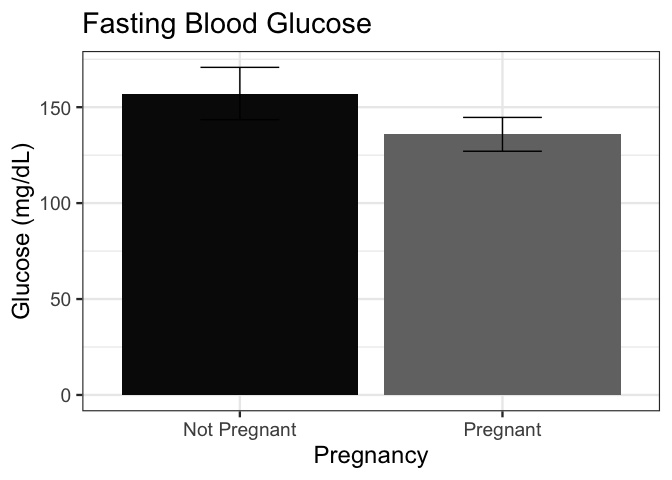 Fasting Blood Glucose
Glucose (mg/dL)
150
100
50
0
Not Pregnant
Pregnant
Pregnancy